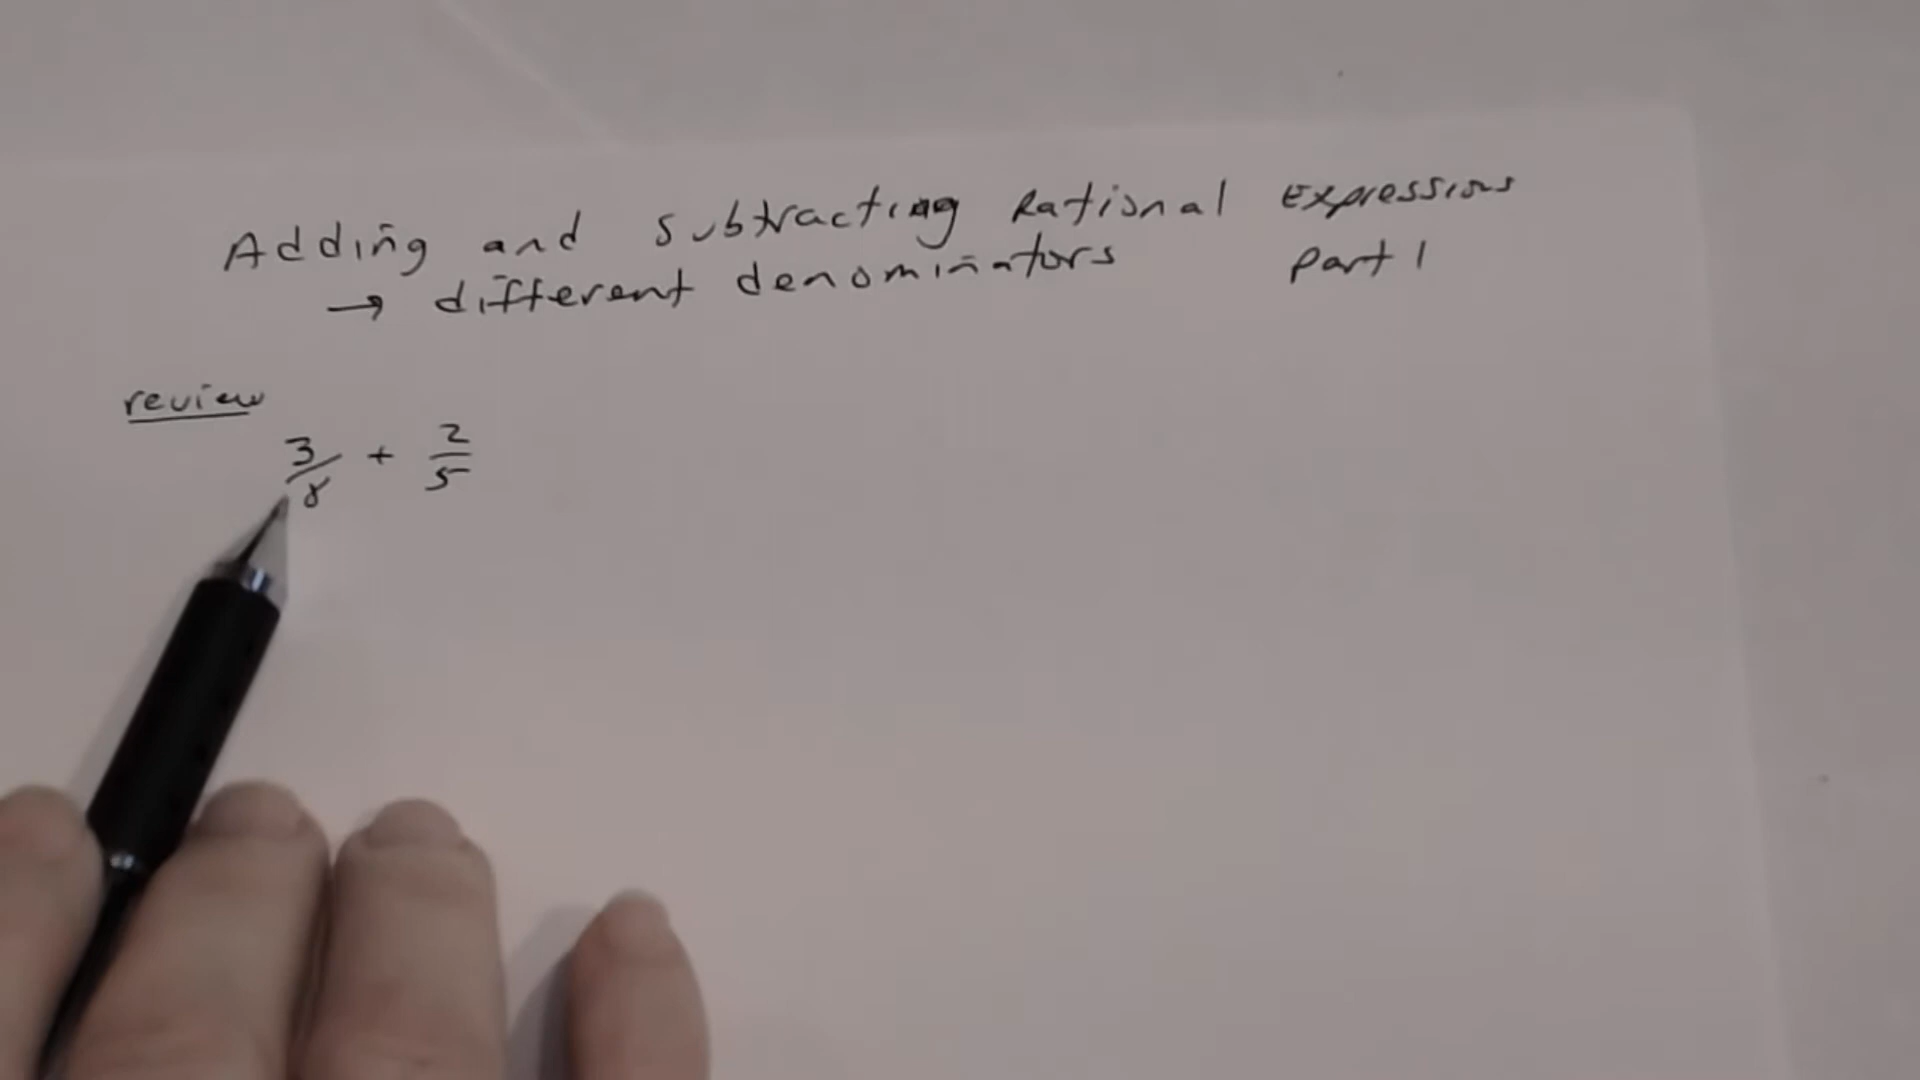 Adding and subtracting Rational Expressions
→ different denominators Part 1
review
3/8 + 2/5